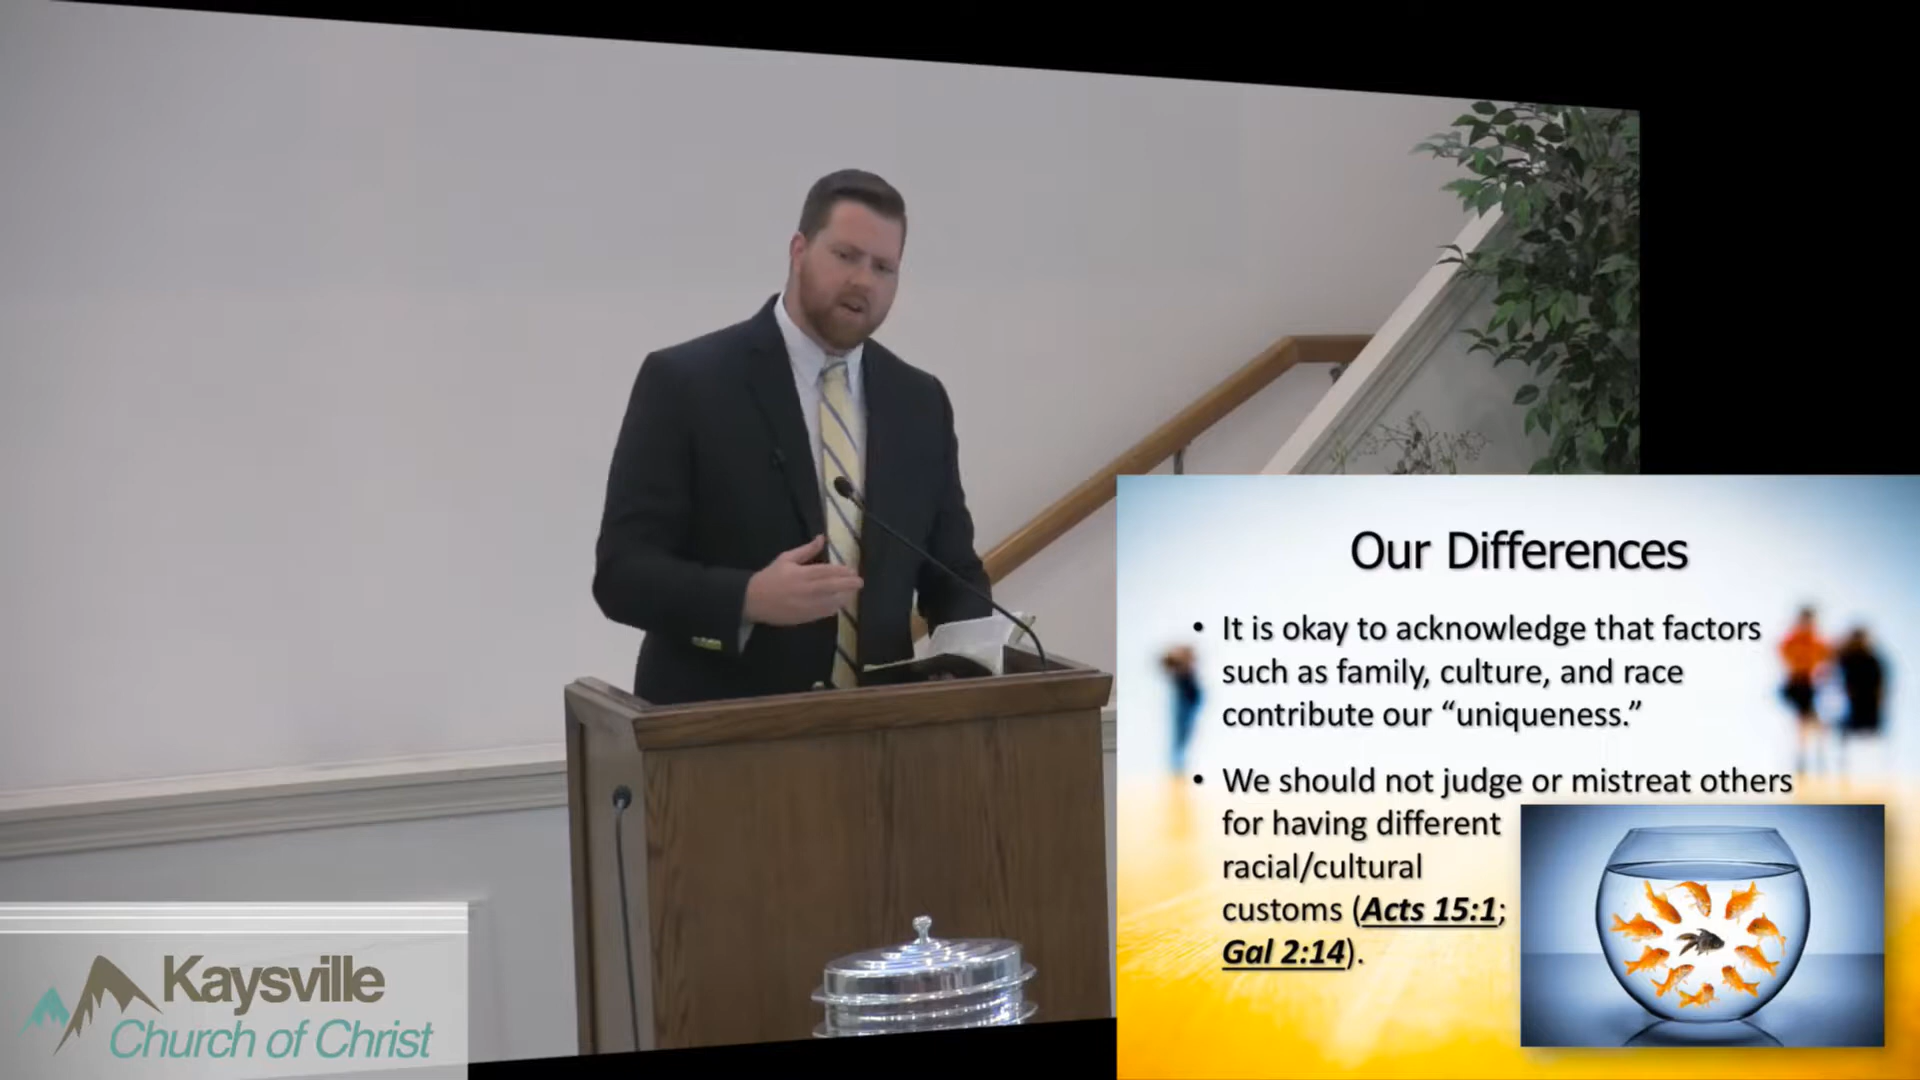 Our Differences
• It is okay to acknowledge that factors
such as family, culture, and race
contribute our “uniqueness.”
• We should not judge or mistreat others
for having different
racial/cultural
customs (Acts 15:1;
Gal 2:14).
Kaysville
Church of Christ